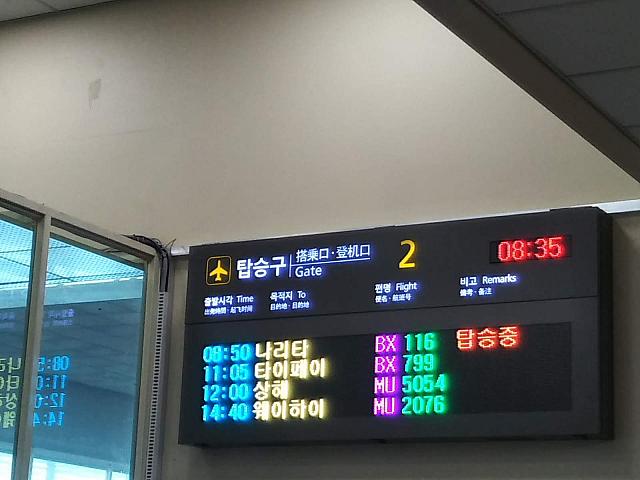 탑승구 搭乗口·登机口 Gate 2 08:35
출발시각 Time 목적지 To 편명 Flight 비고 Remarks
出発時間·起飞时间 目的地·目的地 便名·航班号 備考·备注
08:50 나리타 BX 116 탑승중
11:05 타이페이 BX 799
12:00 상해 MU 5054
14:40 웨이하이 MU 2076